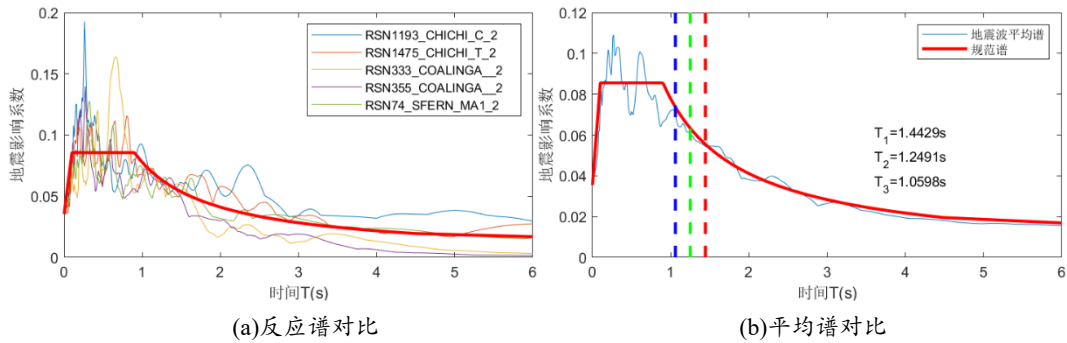 0.2
0.15
0.1
0.05
0
地震影响系数
RSN1193_CHICHI_C_2
RSN1475_CHICHI_T_2
RSN333_COALINGA__2
RSN355_COALINGA__2
RSN74_SFERN_MA1_2
0 1 2 3 4 5 6
时间T(s)
(a)反应谱对比
0.12
0.1
0.08
0.06
0.04
0.02
0
地震影响系数
地震波平均谱
规范谱
T1=1.4429s
T2=1.2491s
T3=1.0598s
0 1 2 3 4 5 6
时间T(s)
(b)平均谱对比